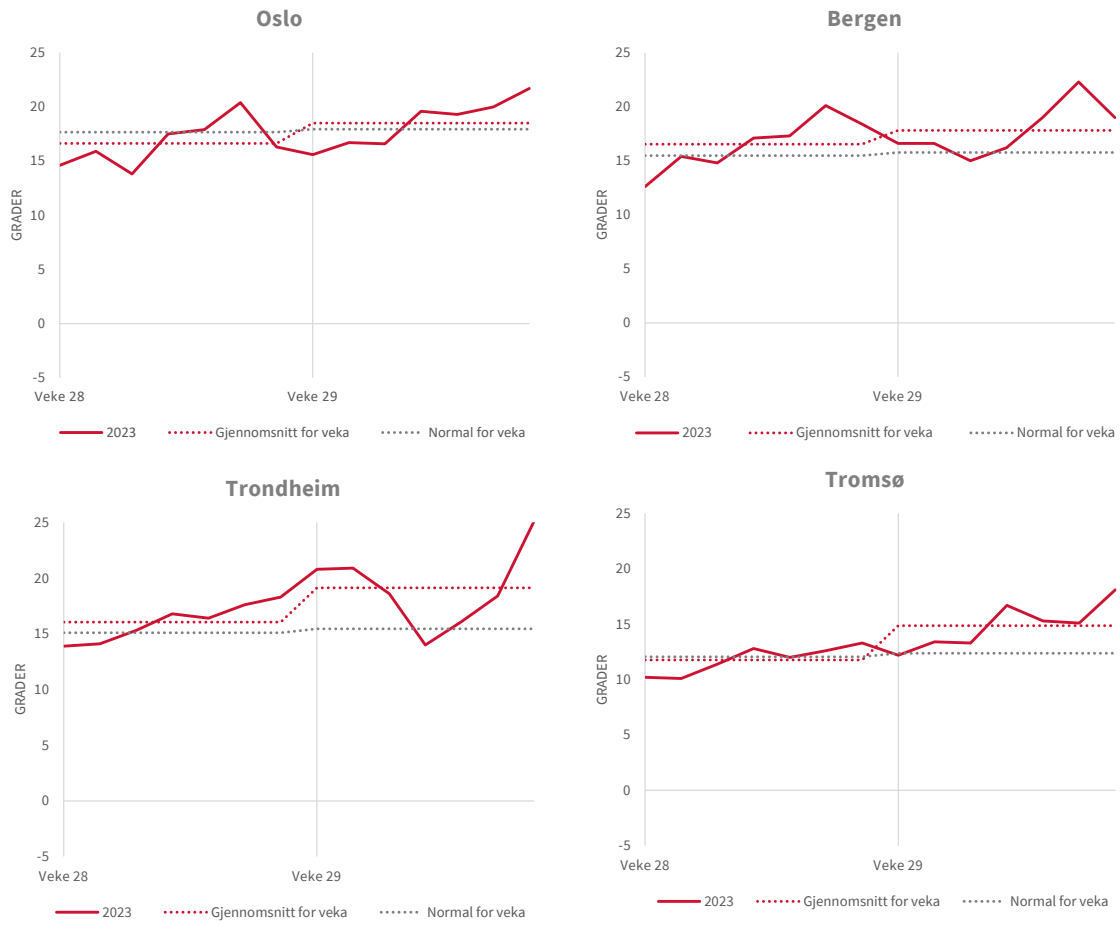 Oslo
25
20
15
10
5
0
-5
GRADER
Veke 28
Veke 29
2023
Gjennomsnitt for veka
Normal for veka
Bergen
25
20
15
10
5
0
-5
GRADER
Veke 28
Veke 29
2023
Gjennomsnitt for veka
Normal for veka
Trondheim
25
20
15
10
5
0
-5
GRADER
Veke 28
Veke 29
2023
Gjennomsnitt for veka
Normal for veka
Tromsø
25
20
15
10
5
0
-5
GRADER
Veke 28
Veke 29
2023
Gjennomsnitt for veka
Normal for veka